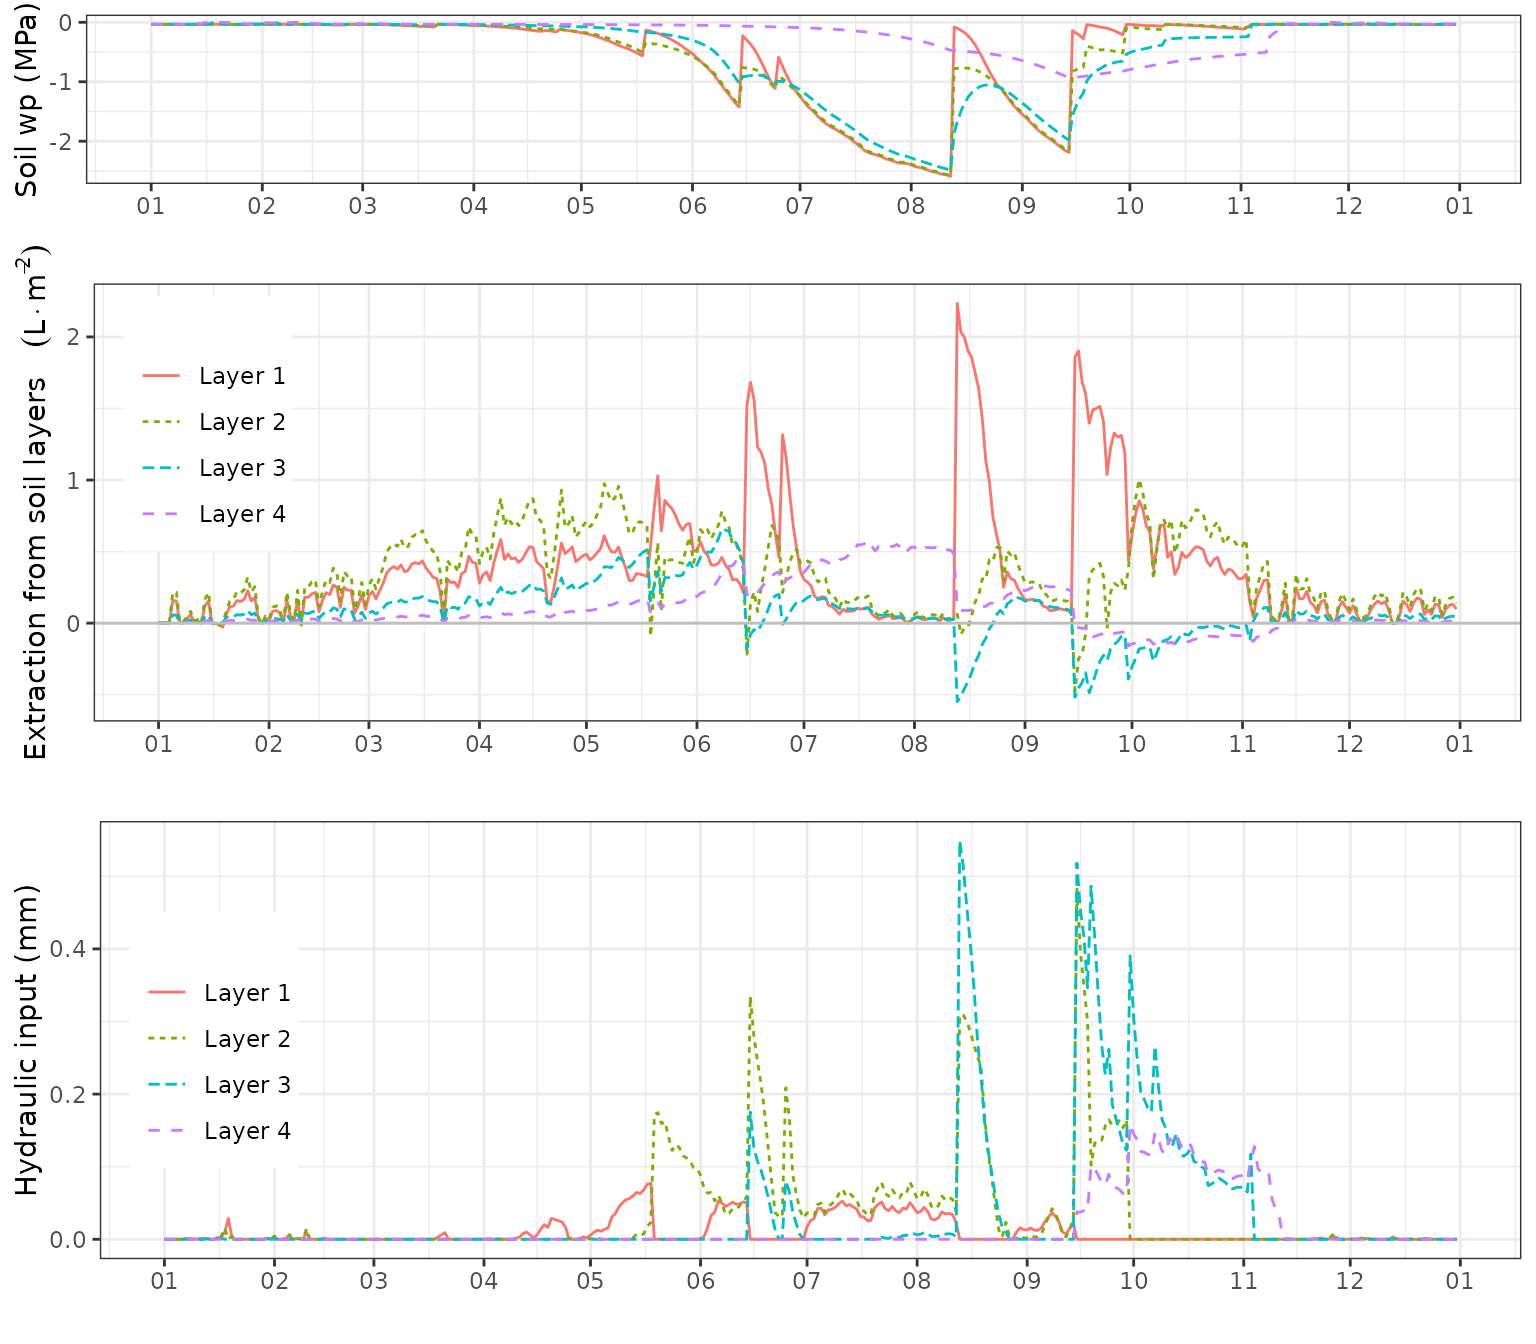 Soil wp (MPa)
0
-1
-2
01 02 03 04 05 06 07 08 09 10 11 12 01
Extraction from soil layers (L·m⁻²)
2
1
0
Layer 1
Layer 2
Layer 3
Layer 4
01 02 03 04 05 06 07 08 09 10 11 12 01
Hydraulic input (mm)
0.4
0.2
0.0
Layer 1
Layer 2
Layer 3
Layer 4
01 02 03 04 05 06 07 08 09 10 11 12 01